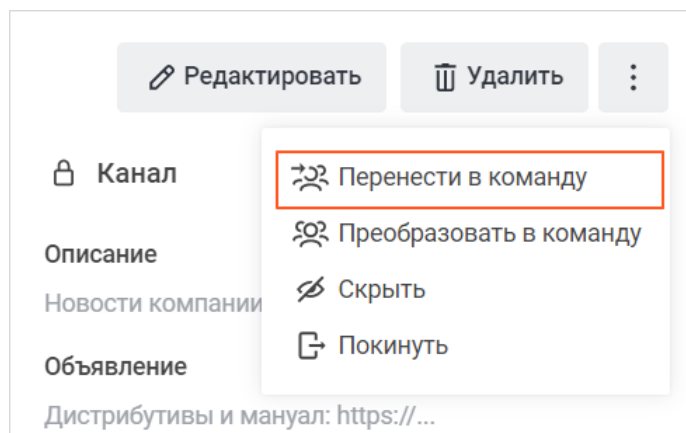 Редактировать
Удалить
Канал
Перенести в команду
Преобразовать в команду
Описание
Скрыть
Новости компании
Покинуть
Объявление
Дистрибутивы и мануал: https://...